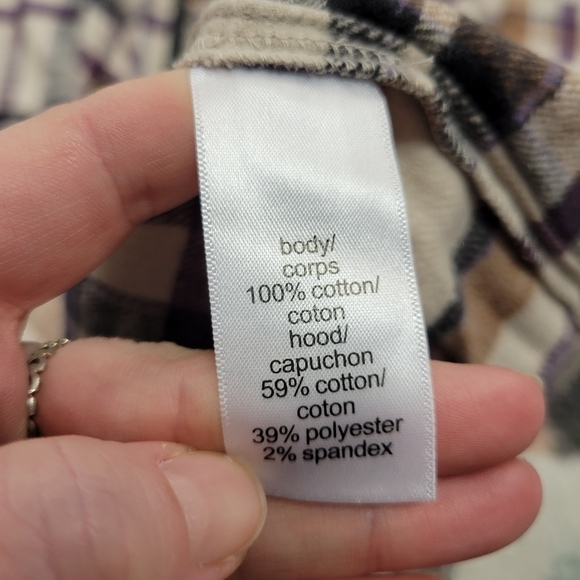 body/
corps
100% cotton/
coton
hood/
capuchon
59% cotton/
coton
39% polyester
2% spandex